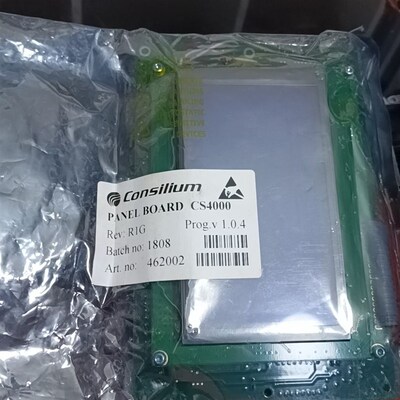 Consilium
PANEL BOARD CS4000
Rev: R1G Prog.v 1.0.4
Batch no: 1808
Art. no: 462002